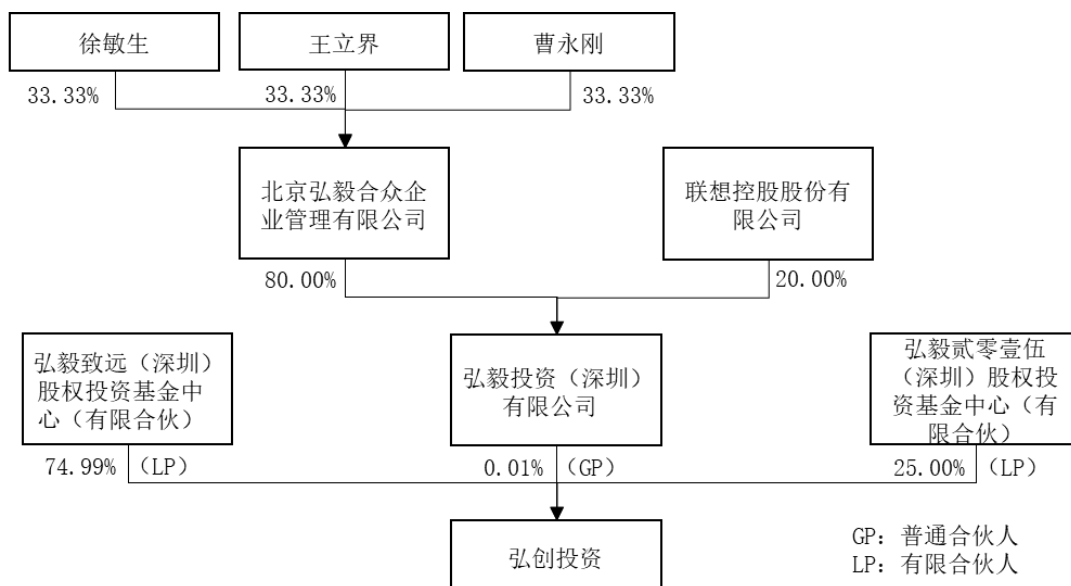 徐敏生
王立界
曹永刚
33.33%
33.33%
33.33%
北京弘毅合众企
业管理有限公司
联想控股股份有
限公司
80.00%
20.00%
弘毅致远（深圳）
股权投资基金中
心（有限合伙）
弘毅投资（深圳）
有限公司
弘毅贰零壹伍
（深圳）股权投
资基金中心（有
限合伙）
74.99%（LP）
0.01%（GP）
25.00%（LP）
弘创投资
GP：普通合伙人
LP：有限合伙人